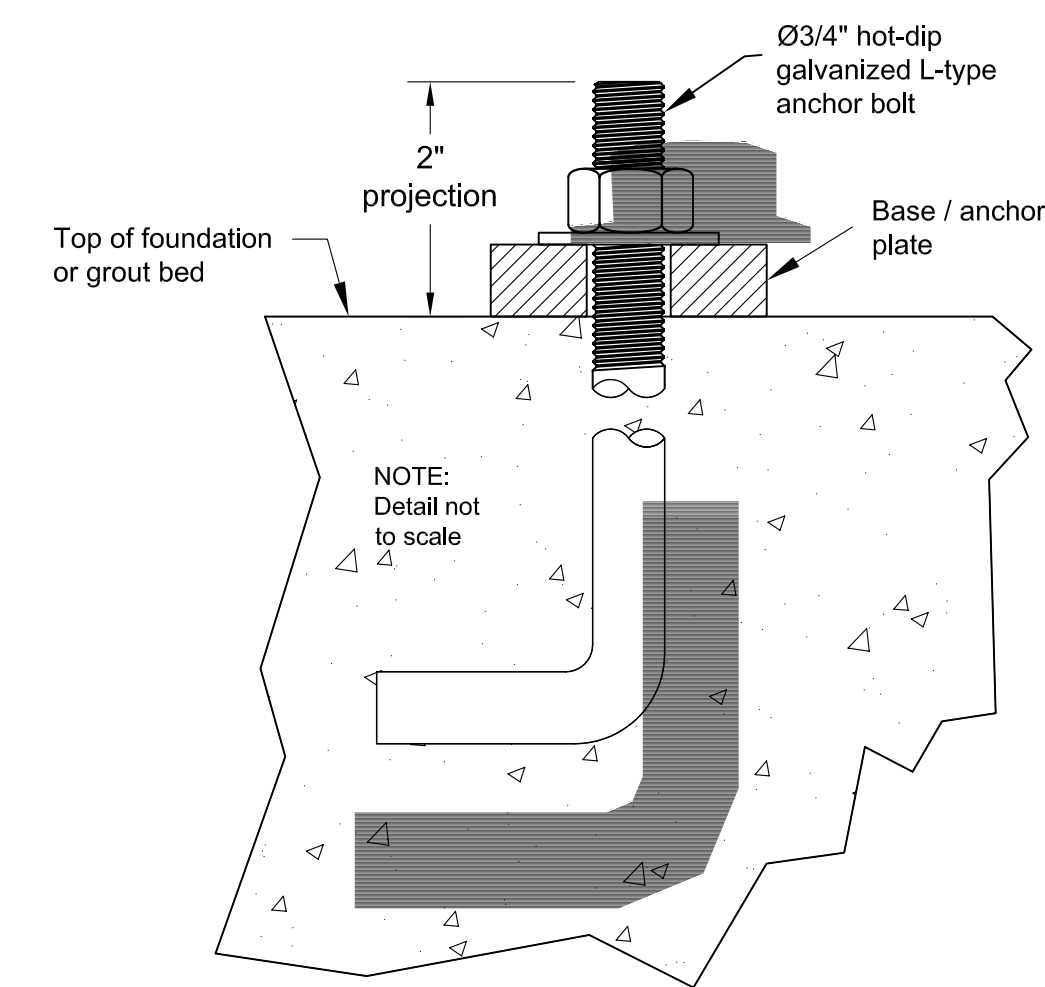 Ø3/4" hot-dip
galvanized L-type
anchor bolt
2"
projection
Base / anchor
plate
Top of foundation
or grout bed
NOTE:
Detail not
to scale